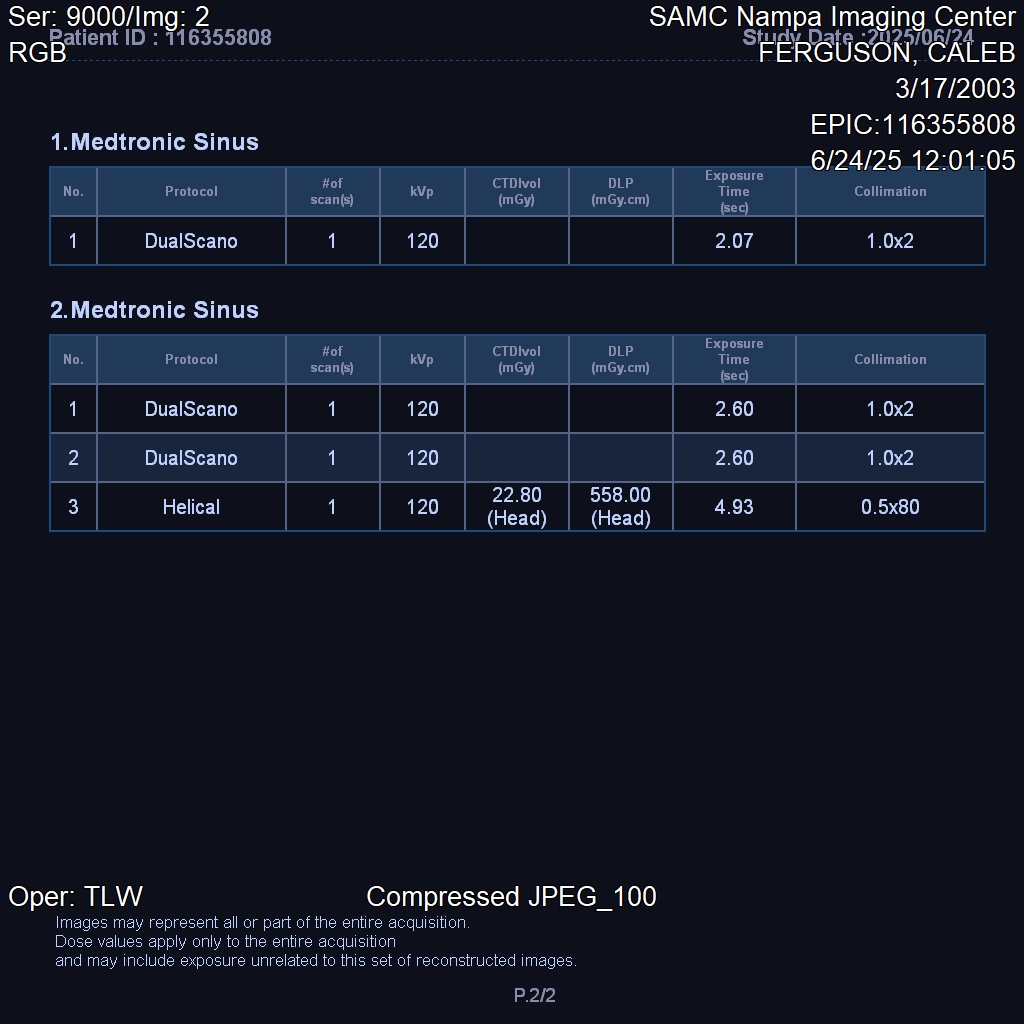 Ser: 9000/Img: 2
SAMC Nampa Imaging Center
Patient ID : 116355808
Study Date :2025/06/24
RGB
FERGUSON, CALEB
3/17/2003
EPIC:116355808
6/24/25 12:01:05
1.Medtronic Sinus
No. Protocol #of scan(s) kVp CTDIvol (mGy) DLP (mGy.cm) Exposure Time (sec) Collimation
1 DualScano 1 120 2.07 1.0x2
2.Medtronic Sinus
No. Protocol #of scan(s) kVp CTDIvol (mGy) DLP (mGy.cm) Exposure Time (sec) Collimation
1 DualScano 1 120 2.60 1.0x2
2 DualScano 1 120 2.60 1.0x2
3 Helical 1 120 22.80 (Head) 558.00 (Head) 4.93 0.5x80
Oper: TLW
Compressed JPEG_100
Images may represent all or part of the entire acquisition.
Dose values apply only to the entire acquisition
and may include exposure unrelated to this set of reconstructed images.
P.2/2